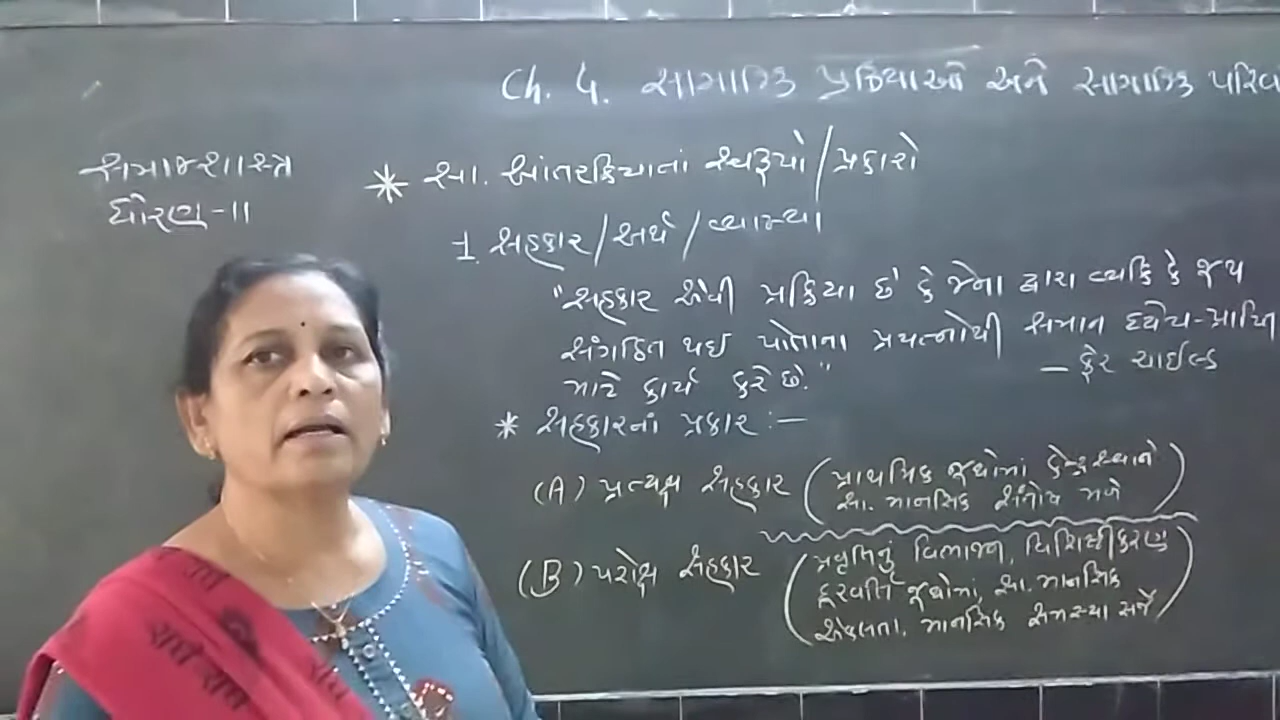 Ch. 4. સામાજિક પ્રક્રિયાઓ અને સામાજિક પરિવ
સમાજશાસ્ત્ર
ધોરણ-11
* સા. આંતરક્રિયાનાં સ્વરૂપો/પ્રકારો
1. સહકાર/અર્થ/વ્યાખ્યા
"સહકાર એવી પ્રક્રિયા છે કે જેના દ્વારા વ્યક્તિ કે જૂથ
સંગઠિત થઈ પોતાના પ્રયત્નોથી સમાન ધ્યેય-પ્રાપ્તિ
માટે કાર્ય કરે છે."
– ફેર ચાઈલ્ડ
* સહકારનાં પ્રકાર :–
(A) પ્રત્યક્ષ સહકાર (પ્રાથમિક જૂથોમાં કેન્દ્રસ્થાને
સા. માનસિક સંતોષ મળે)
(B) પરોક્ષ સહકાર (પ્રવૃત્તિનું વિભાજન, વિશિષ્ટીકરણ
દૂરવર્તિ જૂથોમાં, સા. માનસિક
એકલતા. માનસિક સમસ્યા સર્જે)